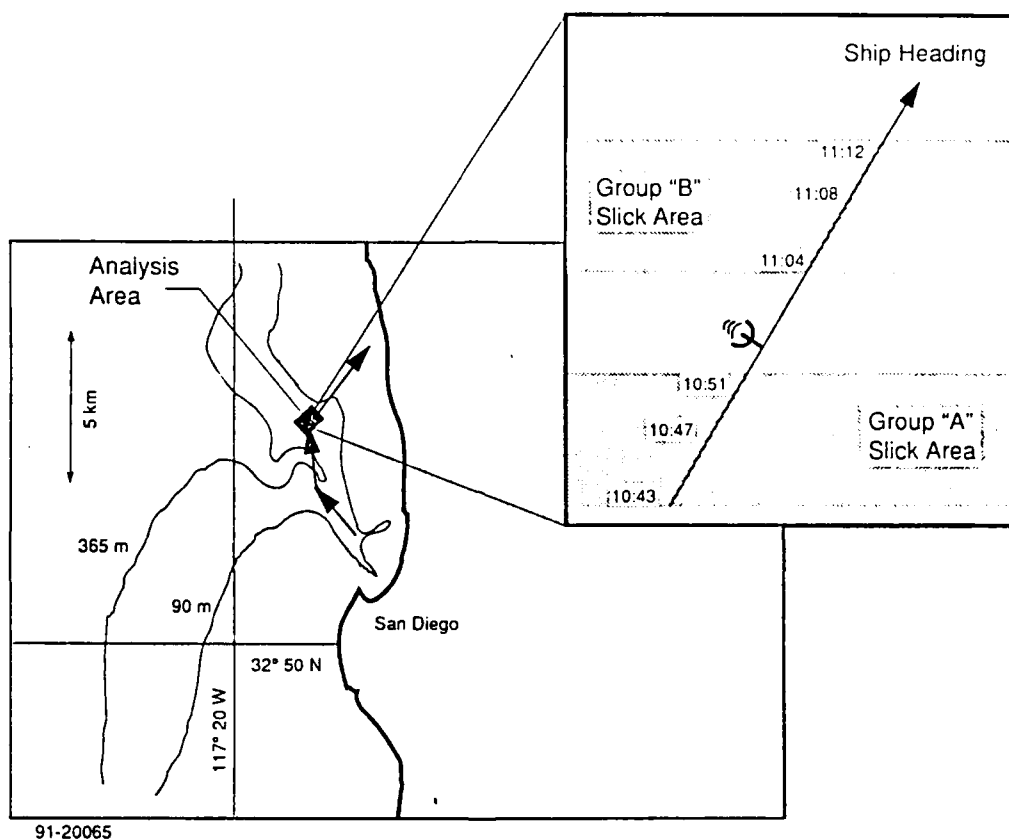 Ship Heading
11:12
Group "B"
Slick Area
11:08
11:04
10:51
Group "A"
Slick Area
10:47
10:43
Analysis
Area
5 km
365 m
90 m
San Diego
32° 50 N
117° 20 W
91-20065